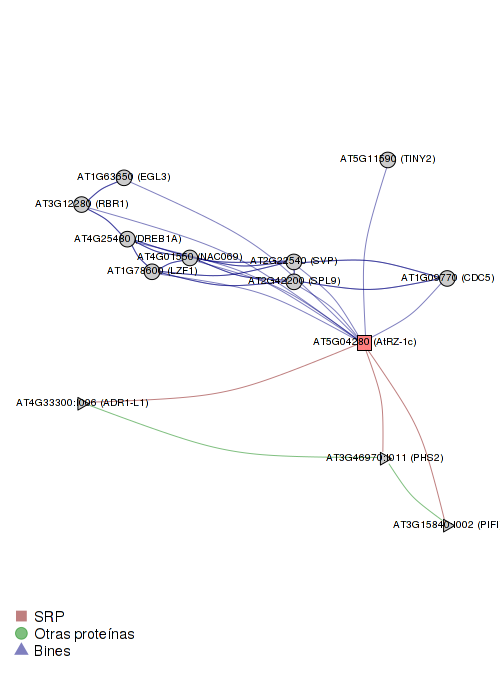 AT5G11590 (TINY2)
AT1G63650 (EGL3)
AT3G12280 (RBR1)
AT4G25480 (DREB1A)
AT4G01550 (NAC069)
AT2G22540 (SVP)
AT1G78600 (LZF1)
AT2G42200 (SPL9)
AT1G09770 (CDC5)
AT5G04280 (AtRZ-1c)
AT4G33300:I006 (ADR1-L1)
AT3G46970:I011 (PHS2)
AT3G15840:I002 (PIFI
SRP
Otras proteínas
Bines